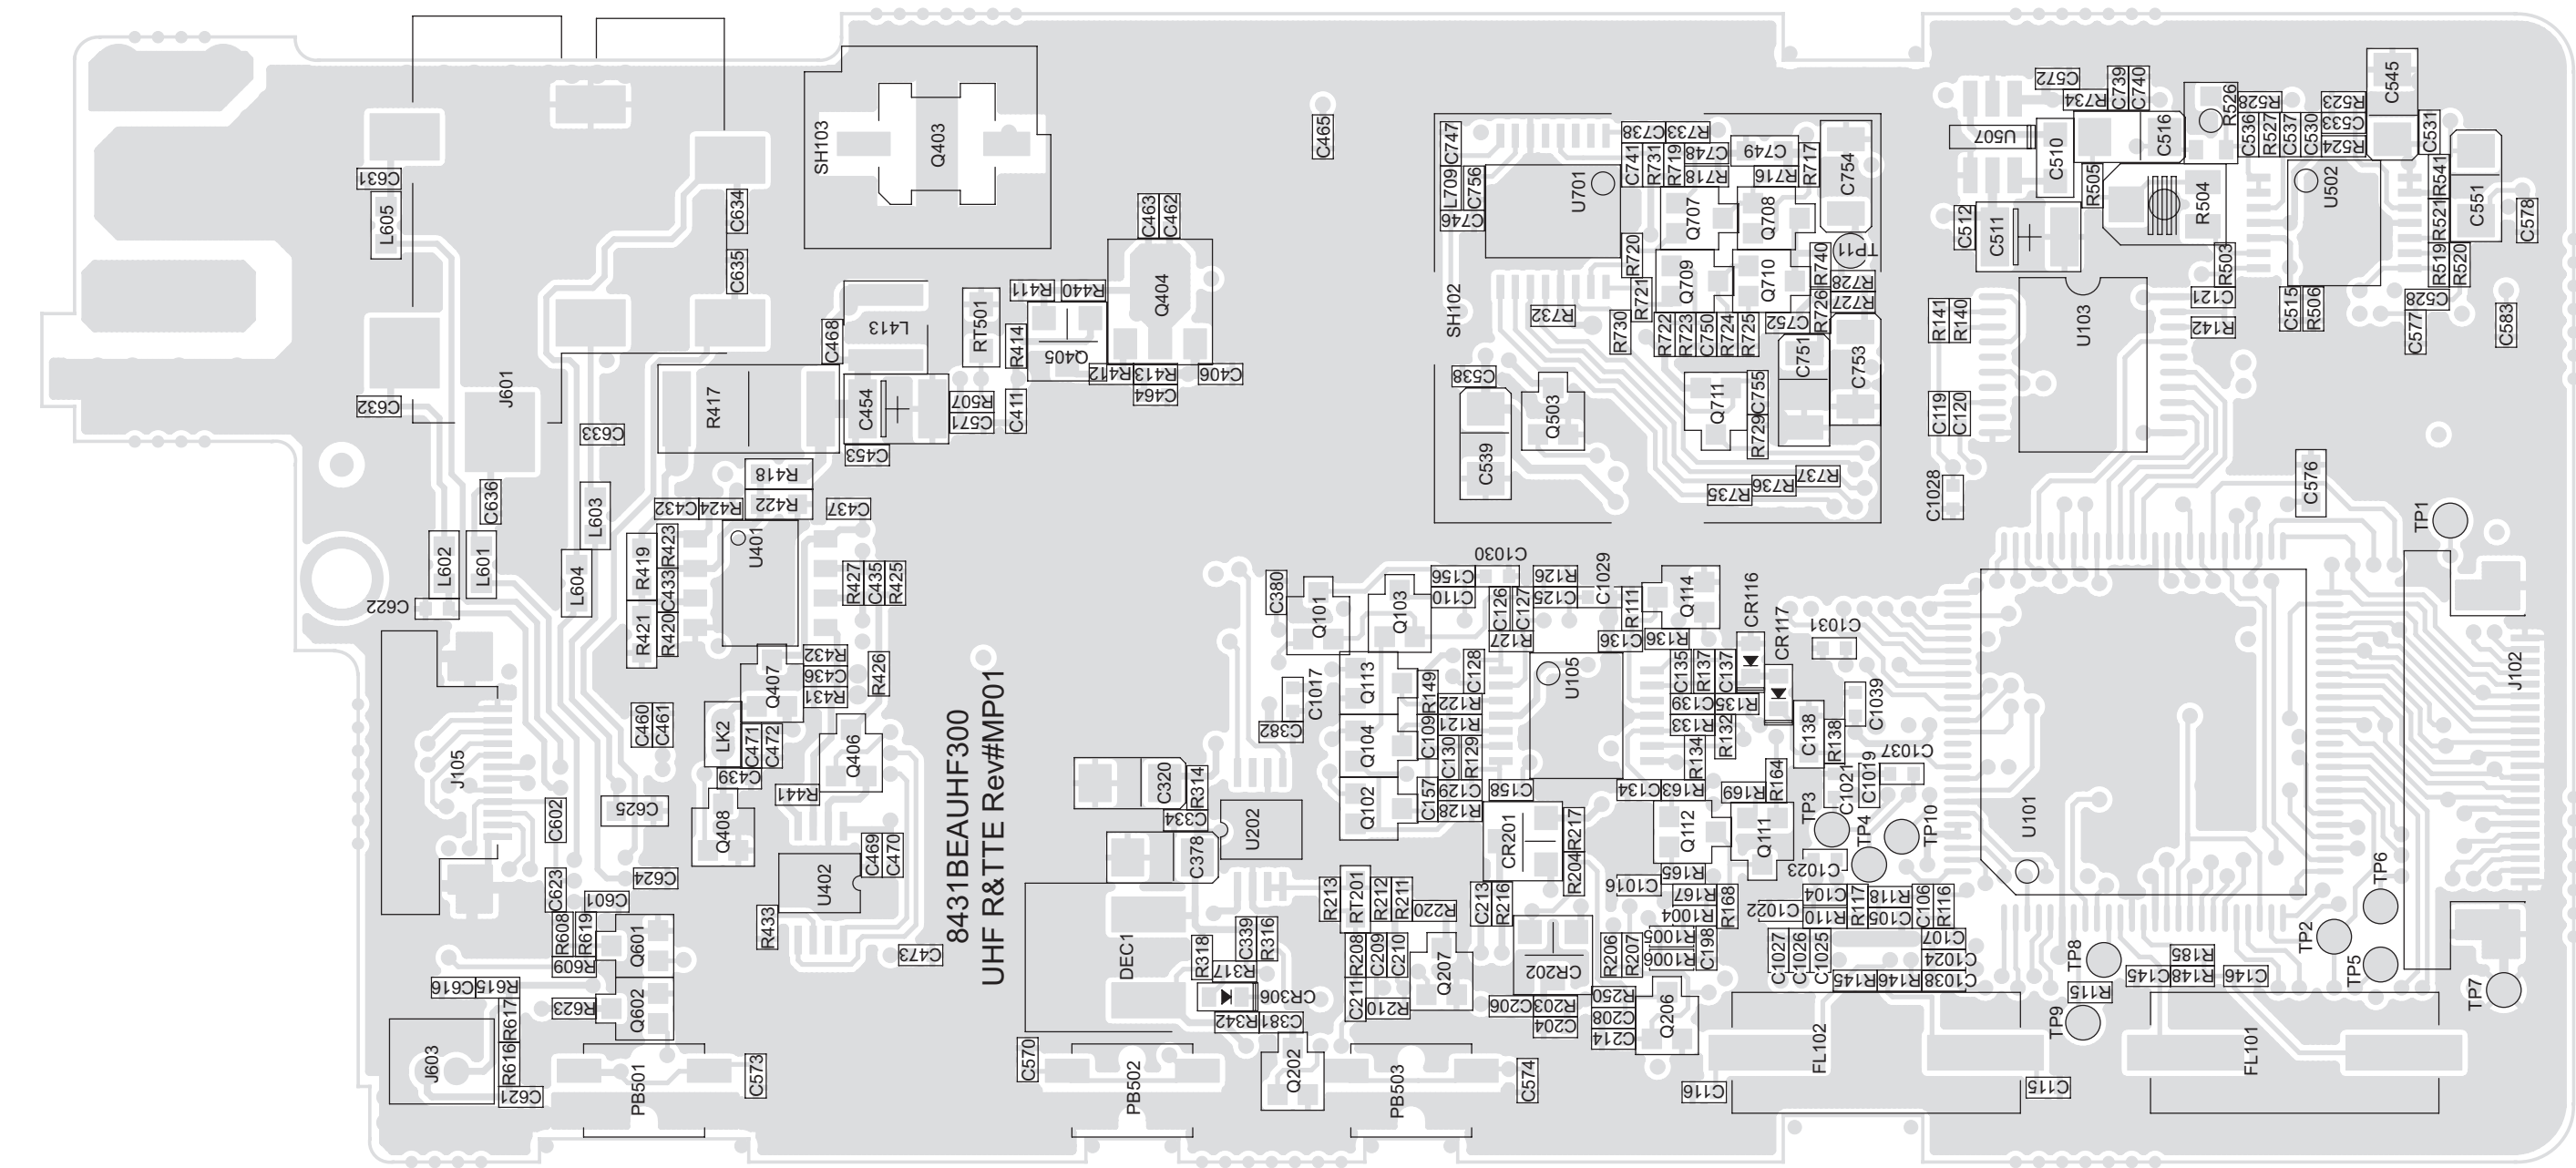 SH103
Q403
C465
C631
L605
C634
C635
C463
C462
Q404
R411
R440
R414
Q405
R412
R413
C464
C406
C468
L413
RT501
C454
R507
C571
C411
C453
R417
J601
C632
C633
C636
L603
L602
L601
L604
C622
R418
R422
C432
R424
C437
U401
R419
R423
C433
R421
R420
R427
C435
R425
R432
C436
R431
R426
Q407
LK2
C471
C472
C439
C460
C461
Q406
R441
Q408
U402
C469
C470
R433
C473
J105
C602
C625
C624
C623
C601
R608
R619
Q601
R609
C616
R615
R617
R623
Q602
J603
R616
C621
PB501
C573
8431BEAUHF300
UHF R&TTE Rev#MP01
C747
L709
C756
C746
U701
SH102
C738
R733
C741
R731
R719
C748
C749
R718
R716
R717
C754
Q707
Q708
TP11
R720
Q709
Q710
R740
R728
R726
R727
R721
R732
R730
R722
R723
C750
R724
R725
C752
C751
C753
C538
C539
Q503
Q711
C755
R729
R735
R736
R737
C572
R734
C739
C740
U507
C510
C516
R526
R528
C536
R527
C537
C530
R523
C533
R524
C545
C531
R505
R504
U502
R541
R521
C551
C578
C512
C511
R503
R519
R520
R141
R140
U103
C121
R142
C515
R506
C528
C577
C583
C119
C120
C1028
C576
TP1
C380
Q101
Q103
C156
C110
C1030
C126
C127
R127
R126
C125
C1029
R111
C136
R136
Q114
CR116
CR117
C1031
C1017
C382
Q113
R149
C128
R122
R121
U105
C135
R137
C137
C139
R135
R133
R132
R134
C138
R138
C1039
C1037
Q104
C109
C130
R129
C129
C158
Q102
C157
R128
C134
R163
R169
R164
C1021
C1019
TP3
TP4
TP10
Q112
Q111
C1023
U101
J102
C320
R314
C334
U202
C378
CR201
R217
R204
R165
C1016
R167
R1004
R168
C1022
C104
R110
R117
R118
C105
C106
R116
R213
RT201
R212
R211
R220
C213
R216
DEC1
R318
C339
R316
R317
CR306
R342
C381
R208
C209
C210
C211
R210
Q207
CR202
C206
R203
C204
R206
R207
R1005
R1006
C198
R250
C208
C214
Q206
C1027
C1026
C1025
C107
C1024
R145
R146
C1038
TP8
R115
TP9
C145
R148
R185
C146
TP2
TP5
TP6
TP7
C570
PB502
Q202
PB503
C574
C116
FL102
C115
FL101